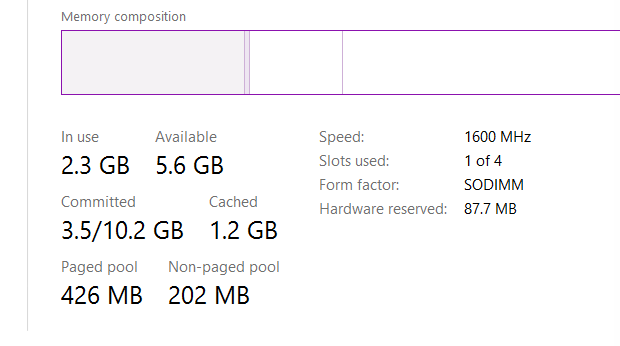 Memory composition
In use Available
2.3 GB 5.6 GB
Committed Cached
3.5/10.2 GB 1.2 GB
Paged pool Non-paged pool
426 MB 202 MB
Speed: 1600 MHz
Slots used: 1 of 4
Form factor: SODIMM
Hardware reserved: 87.7 MB